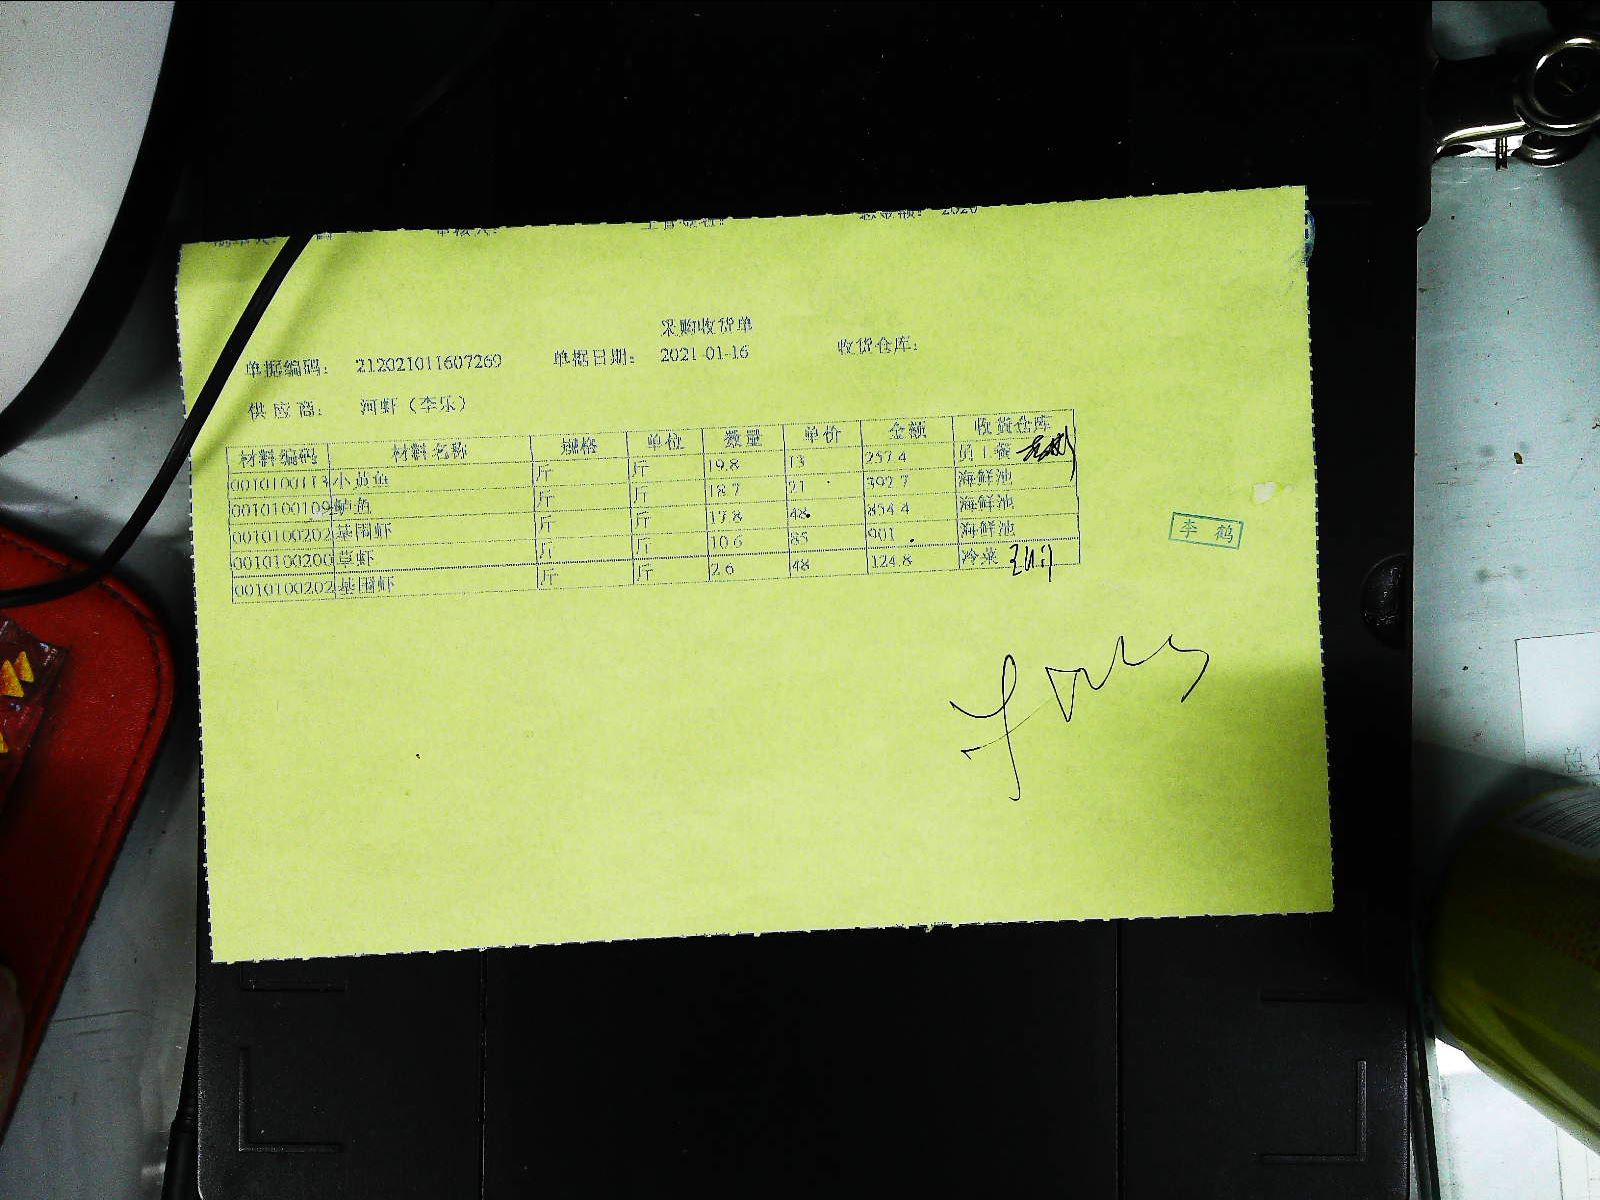 总金额: 2520
采购收货单
单据编码: 212021011607269 单据日期: 2021-01-16 收货仓库:
供应商: 河虾（李乐）
材料编码 材料名称 规格 单位 数量 单价 金额 收货仓库
0010100113 小黄鱼 斤 斤 19.8 13 257.4 员工餐
0010100109 鲈鱼 斤 斤 18.7 21 392.7 海鲜池
0010100202 基围虾 斤 斤 17.8 48 854.4 海鲜池
0010100200 草虾 斤 斤 10.6 85 901 海鲜池
0010100202 基围虾 斤 斤 2.6 48 124.8 冷菜
李鹤